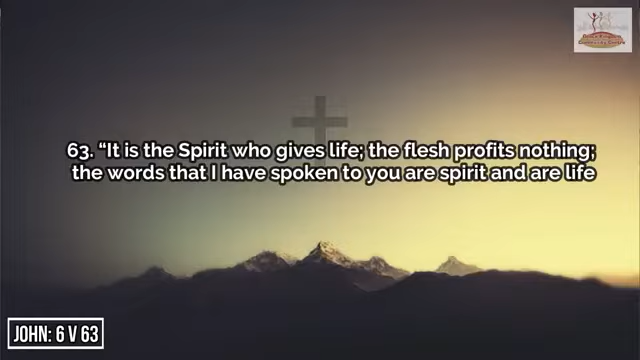 63. “It is the Spirit who gives life; the flesh profits nothing;
the words that I have spoken to you are spirit and are life
JOHN: 6 V 63